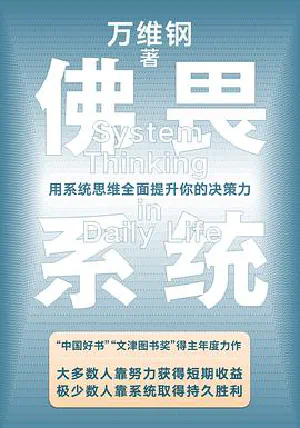 万维钢
著
佛畏
System
Thinking
用系统思维全面提升你的决策力
in
Daily Life
系统
“中国好书”“文津图书奖”得主年度力作
大多数人靠努力获得短期收益
极少数人靠系统取得持久胜利